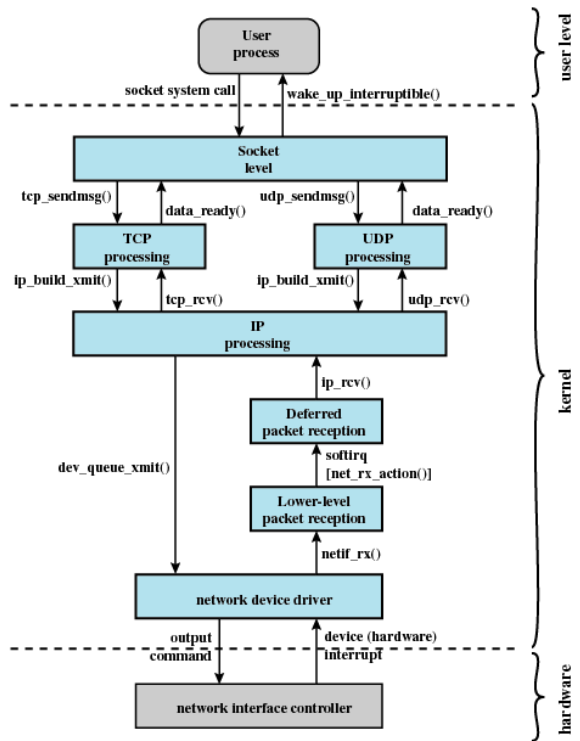 User
process
user level
socket system call
wake_up_interruptible()
Socket
level
tcp_sendmsg()
data_ready()
udp_sendmsg()
data_ready()
TCP
processing
UDP
processing
ip_build_xmit()
tcp_rcv()
ip_build_xmit()
udp_rcv()
IP
processing
ip_rcv()
kernel
Deferred
packet reception
dev_queue_xmit()
softirq
[net_rx_action()]
Lower-level
packet reception
netif_rx()
network device driver
output
command
device (hardware)
interrupt
network interface controller
hardware